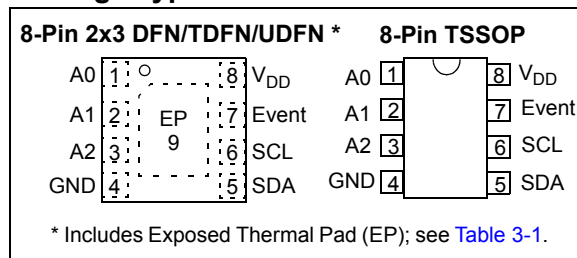 8-Pin 2x3 DFN/TDFN/UDFN * 8-Pin TSSOP
A0 1 8 VDD A0 1 8 VDD
A1 2 EP 7 Event A1 2 7 Event
A2 3 9 6 SCL A2 3 6 SCL
GND 4 5 SDA GND 4 5 SDA
* Includes Exposed Thermal Pad (EP); see Table 3-1.